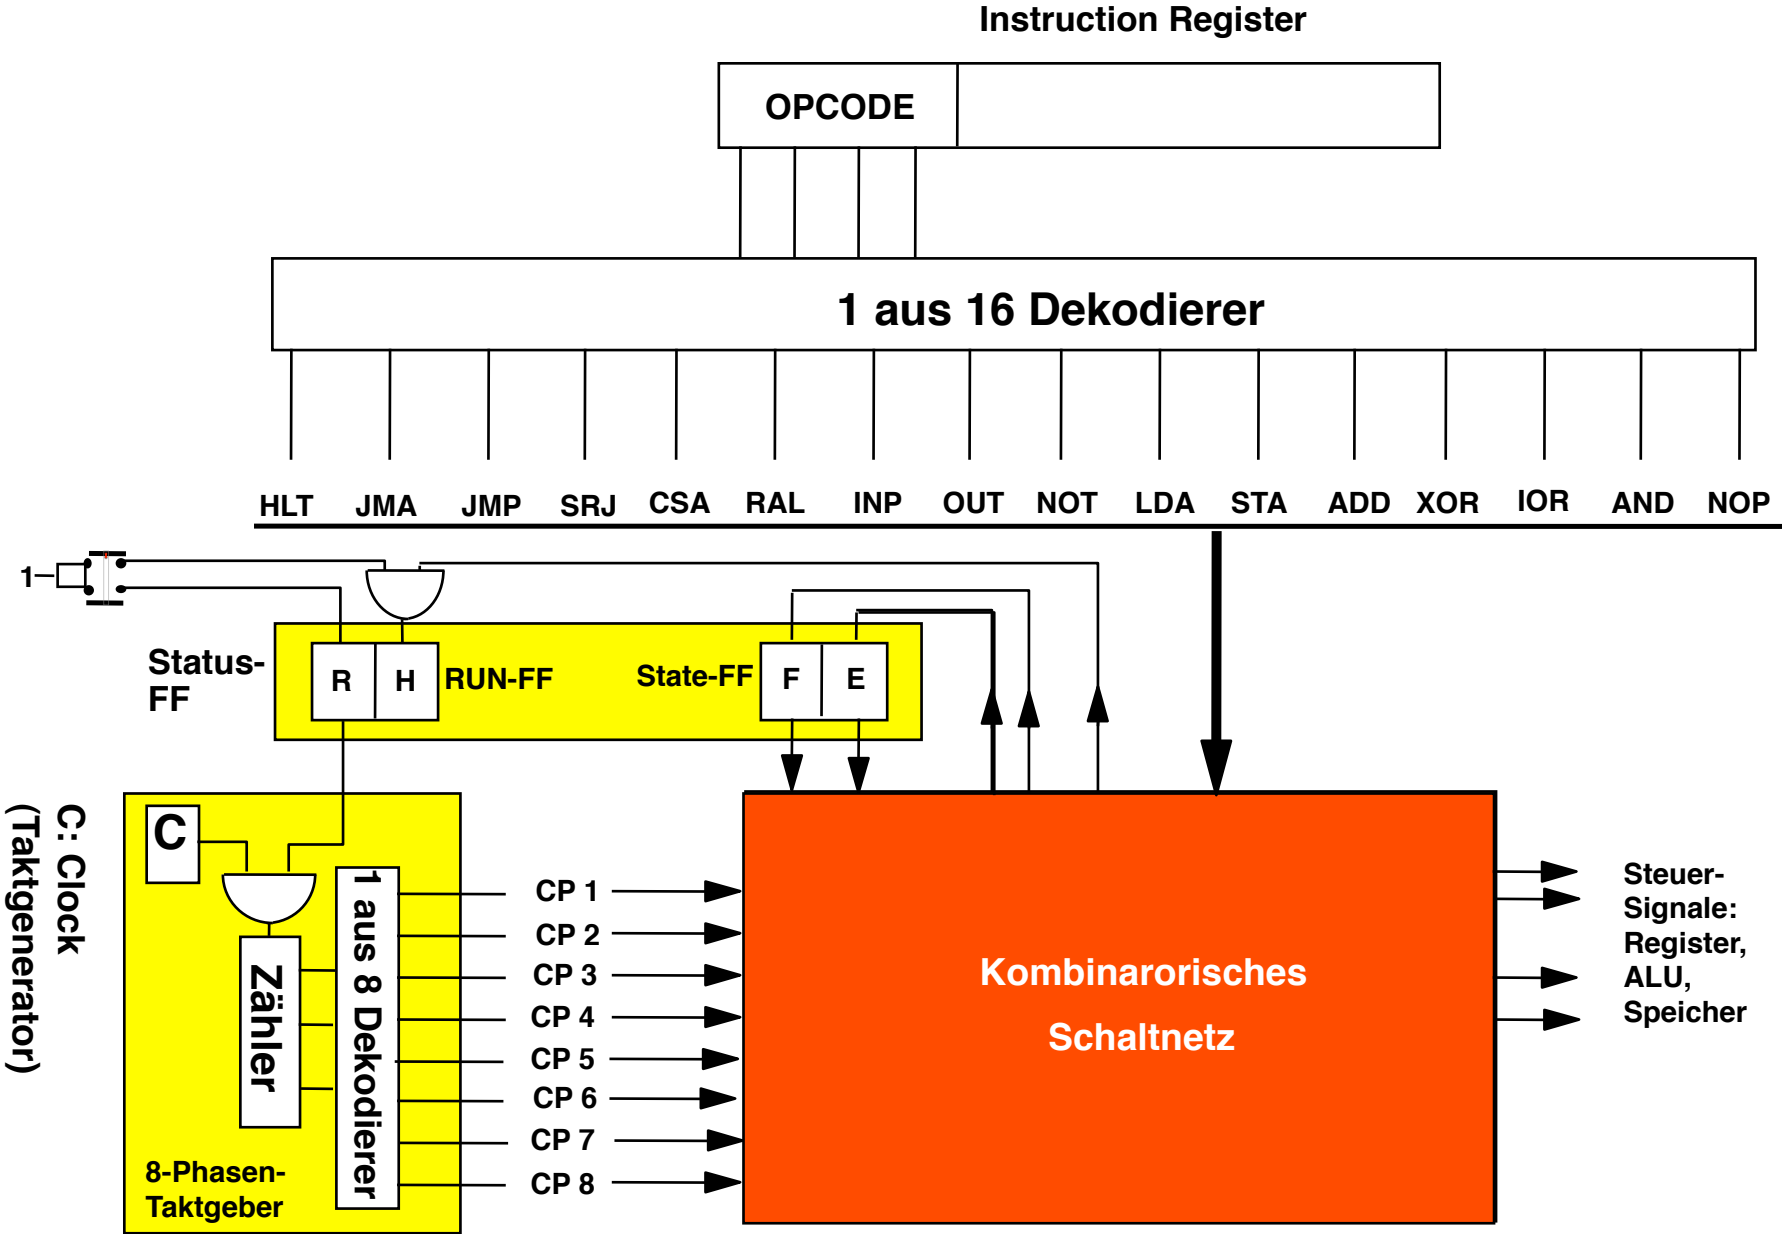 Instruction Register
OPCODE
1 aus 16 Dekodierer
HLT JMA JMP SRJ CSA RAL INP OUT NOT LDA STA ADD XOR IOR AND NOP
1
Status-
FF
R H RUN-FF
State-FF F E
C: Clock
(Taktgenerator)
C
Zähler
1 aus 8 Dekodierer
8-Phasen-
Taktgeber
CP 1
CP 2
CP 3
CP 4
CP 5
CP 6
CP 7
CP 8
Kombinarorisches
Schaltnetz
Steuer-
Signale:
Register,
ALU,
Speicher